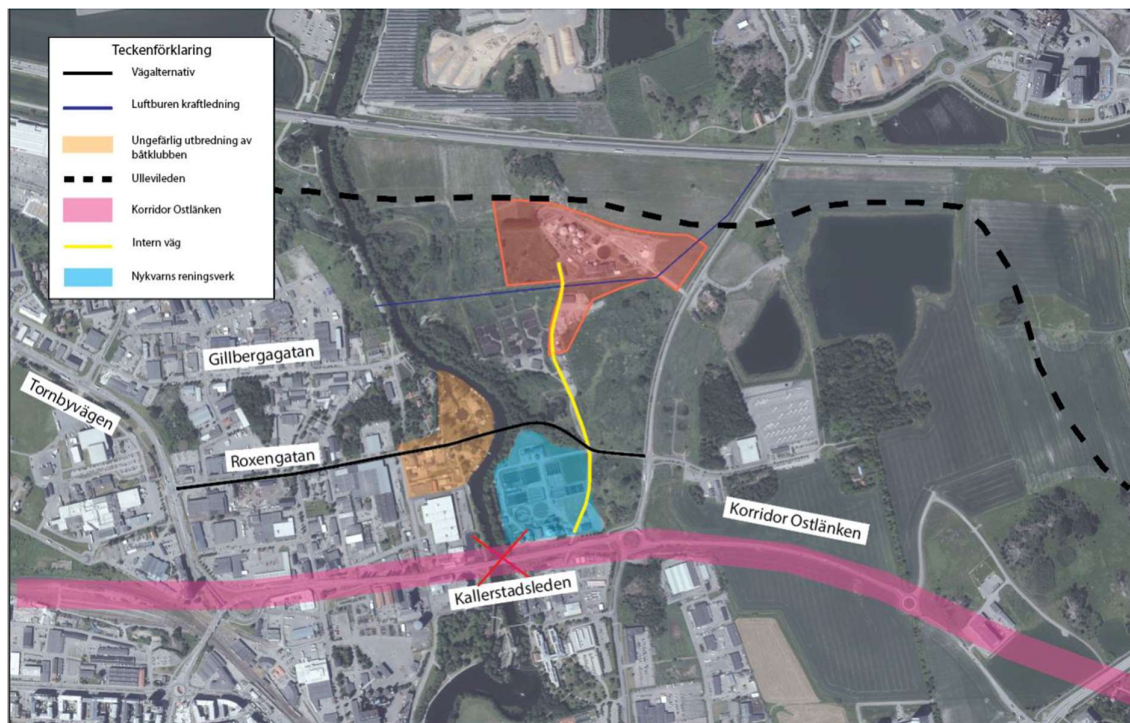 Teckenförklaring
Vägalternativ
Luftburen kraftledning
Ungefärlig utbredning av
båtklubben
Ullevileden
Korridor Ostlänken
Intern väg
Nykvarns reningsverk
Gillbergagatan
Tornbyvägen
Roxengatan
Korridor Ostlänken
Kallerstadsleden